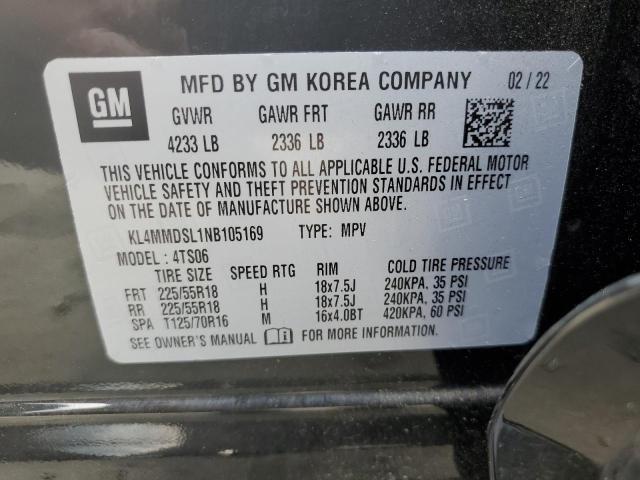 GM MFD BY GM KOREA COMPANY 02 / 22
GVWR GAWR FRT GAWR RR
4233 LB 2336 LB 2336 LB
THIS VEHICLE CONFORMS TO ALL APPLICABLE U.S. FEDERAL MOTOR
VEHICLE SAFETY AND THEFT PREVENTION STANDARDS IN EFFECT
ON THE DATE OF MANUFACTURE SHOWN ABOVE.
KL4MMDSL1NB105169 TYPE: MPV
MODEL: 4TS06
TIRE SIZE SPEED RTG RIM COLD TIRE PRESSURE
FRT 225/55R18 H 18x7.5J 240KPA, 35 PSI
RR 225/55R18 H 18x7.5J 240KPA, 35 PSI
SPA T125/70R16 M 16x4.0BT 420KPA, 60 PSI
SEE OWNER'S MANUAL FOR MORE INFORMATION.